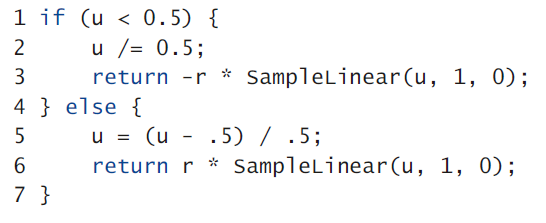 1 if (u < 0.5) {
2     u /= 0.5;
3     return -r * SampleLinear(u, 1, 0);
4 } else {
5     u = (u - .5) / .5;
6     return r * SampleLinear(u, 1, 0);
7 }